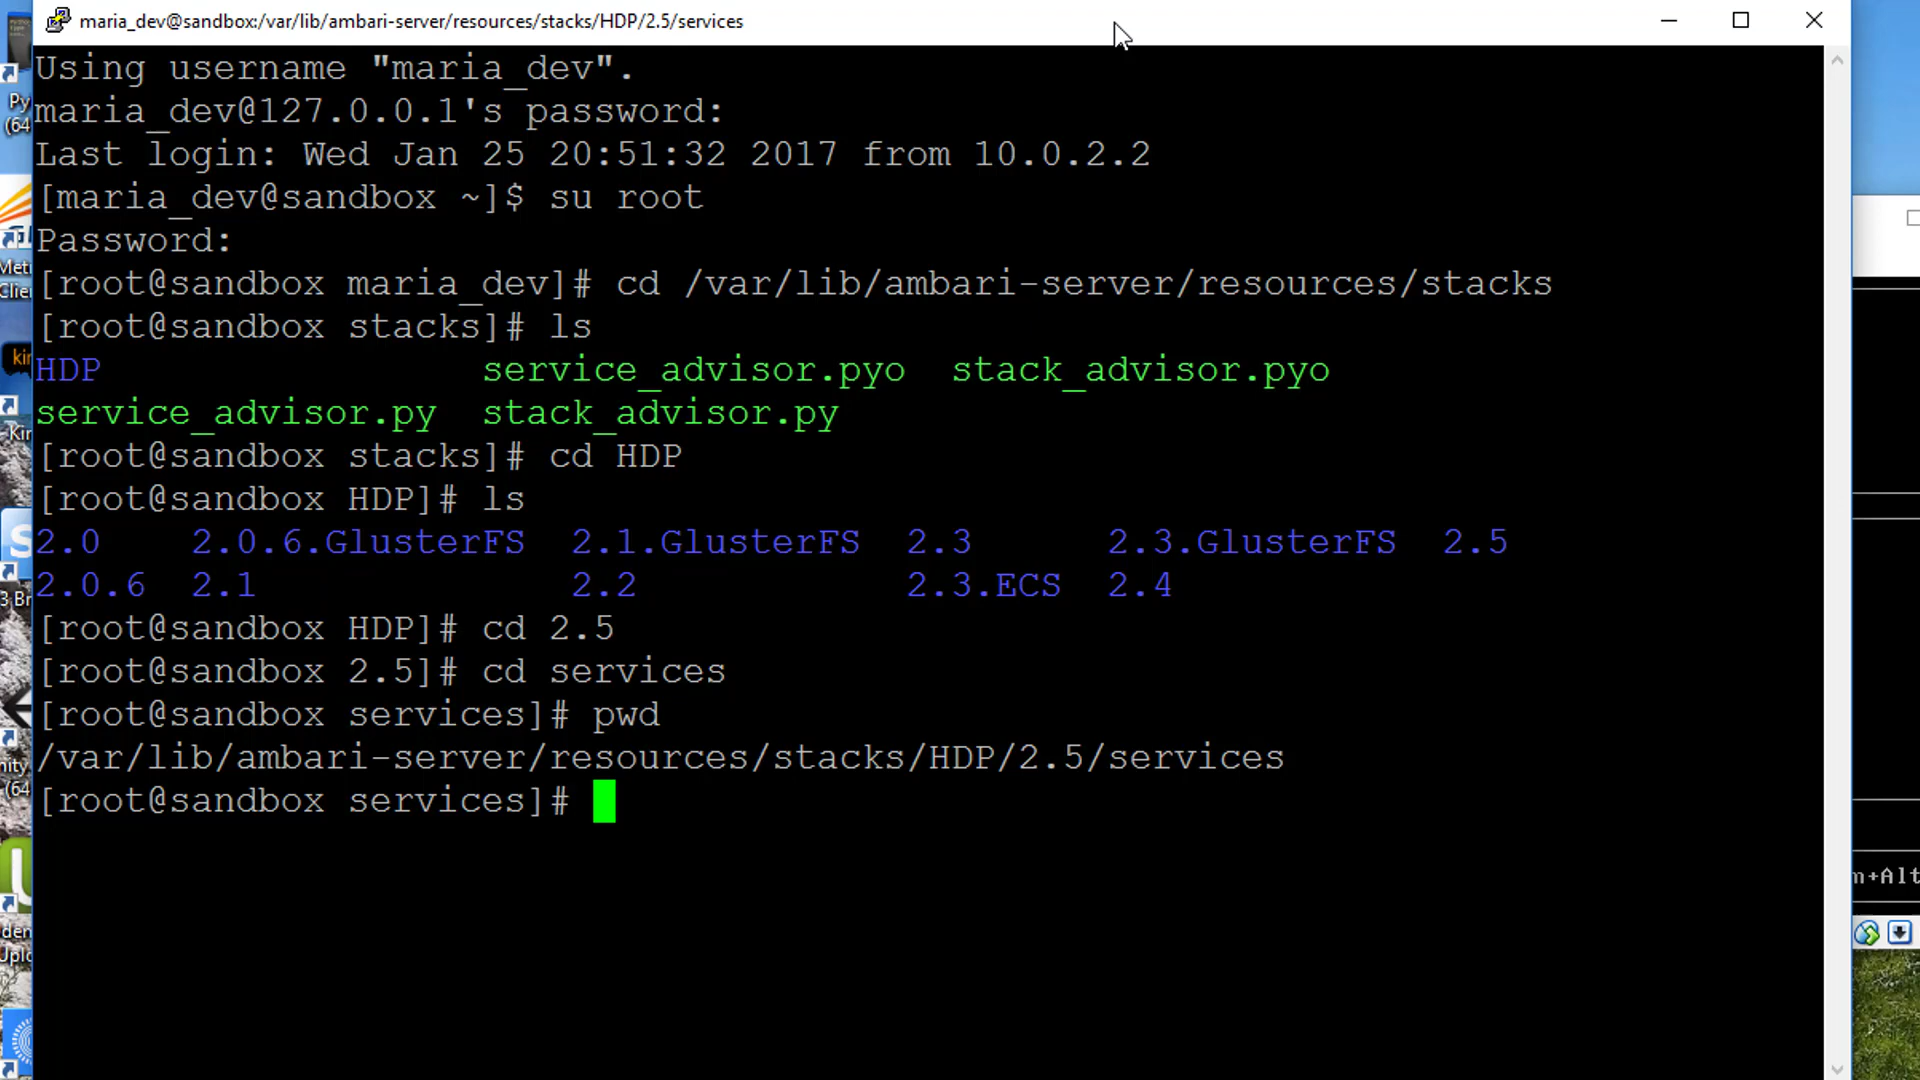 maria_dev@sandbox:/var/lib/ambari-server/resources/stacks/HDP/2.5/services
Using username "maria_dev".
maria_dev@127.0.0.1's password:
Last login: Wed Jan 25 20:51:32 2017 from 10.0.2.2
[maria_dev@sandbox ~]$ su root
Password:
[root@sandbox maria_dev]# cd /var/lib/ambari-server/resources/stacks
[root@sandbox stacks]# ls
HDP service_advisor.pyo stack_advisor.pyo
service_advisor.py stack_advisor.py
[root@sandbox stacks]# cd HDP
[root@sandbox HDP]# ls
2.0 2.0.6.GlusterFS 2.1.GlusterFS 2.3 2.3.GlusterFS 2.5
2.0.6 2.1 2.2 2.3.ECS 2.4
[root@sandbox HDP]# cd 2.5
[root@sandbox 2.5]# cd services
[root@sandbox services]# pwd
/var/lib/ambari-server/resources/stacks/HDP/2.5/services
[root@sandbox services]#